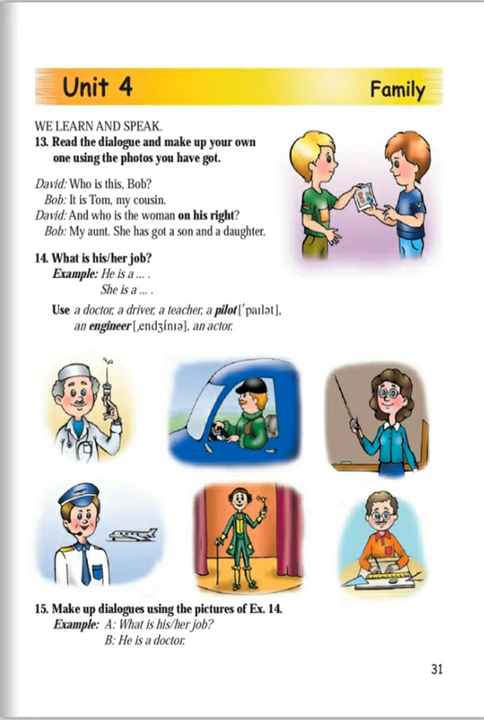 Unit 4
Family
WE LEARN AND SPEAK.
13. Read the dialogue and make up your own
one using the photos you have got.
David: Who is this, Bob?
Bob: It is Tom, my cousin.
David: And who is the woman on his right?
Bob: My aunt. She has got a son and a daughter.
14. What is his/her job?
Example: He is a ... .
She is a ... .
Use a doctor, a driver, a teacher, a pilot [ˈpaɪlət],
an engineer [ˌendʒínɪə], an actor.
15. Make up dialogues using the pictures of Ex. 14.
Example: A: What is his/her job?
B: He is a doctor.
31